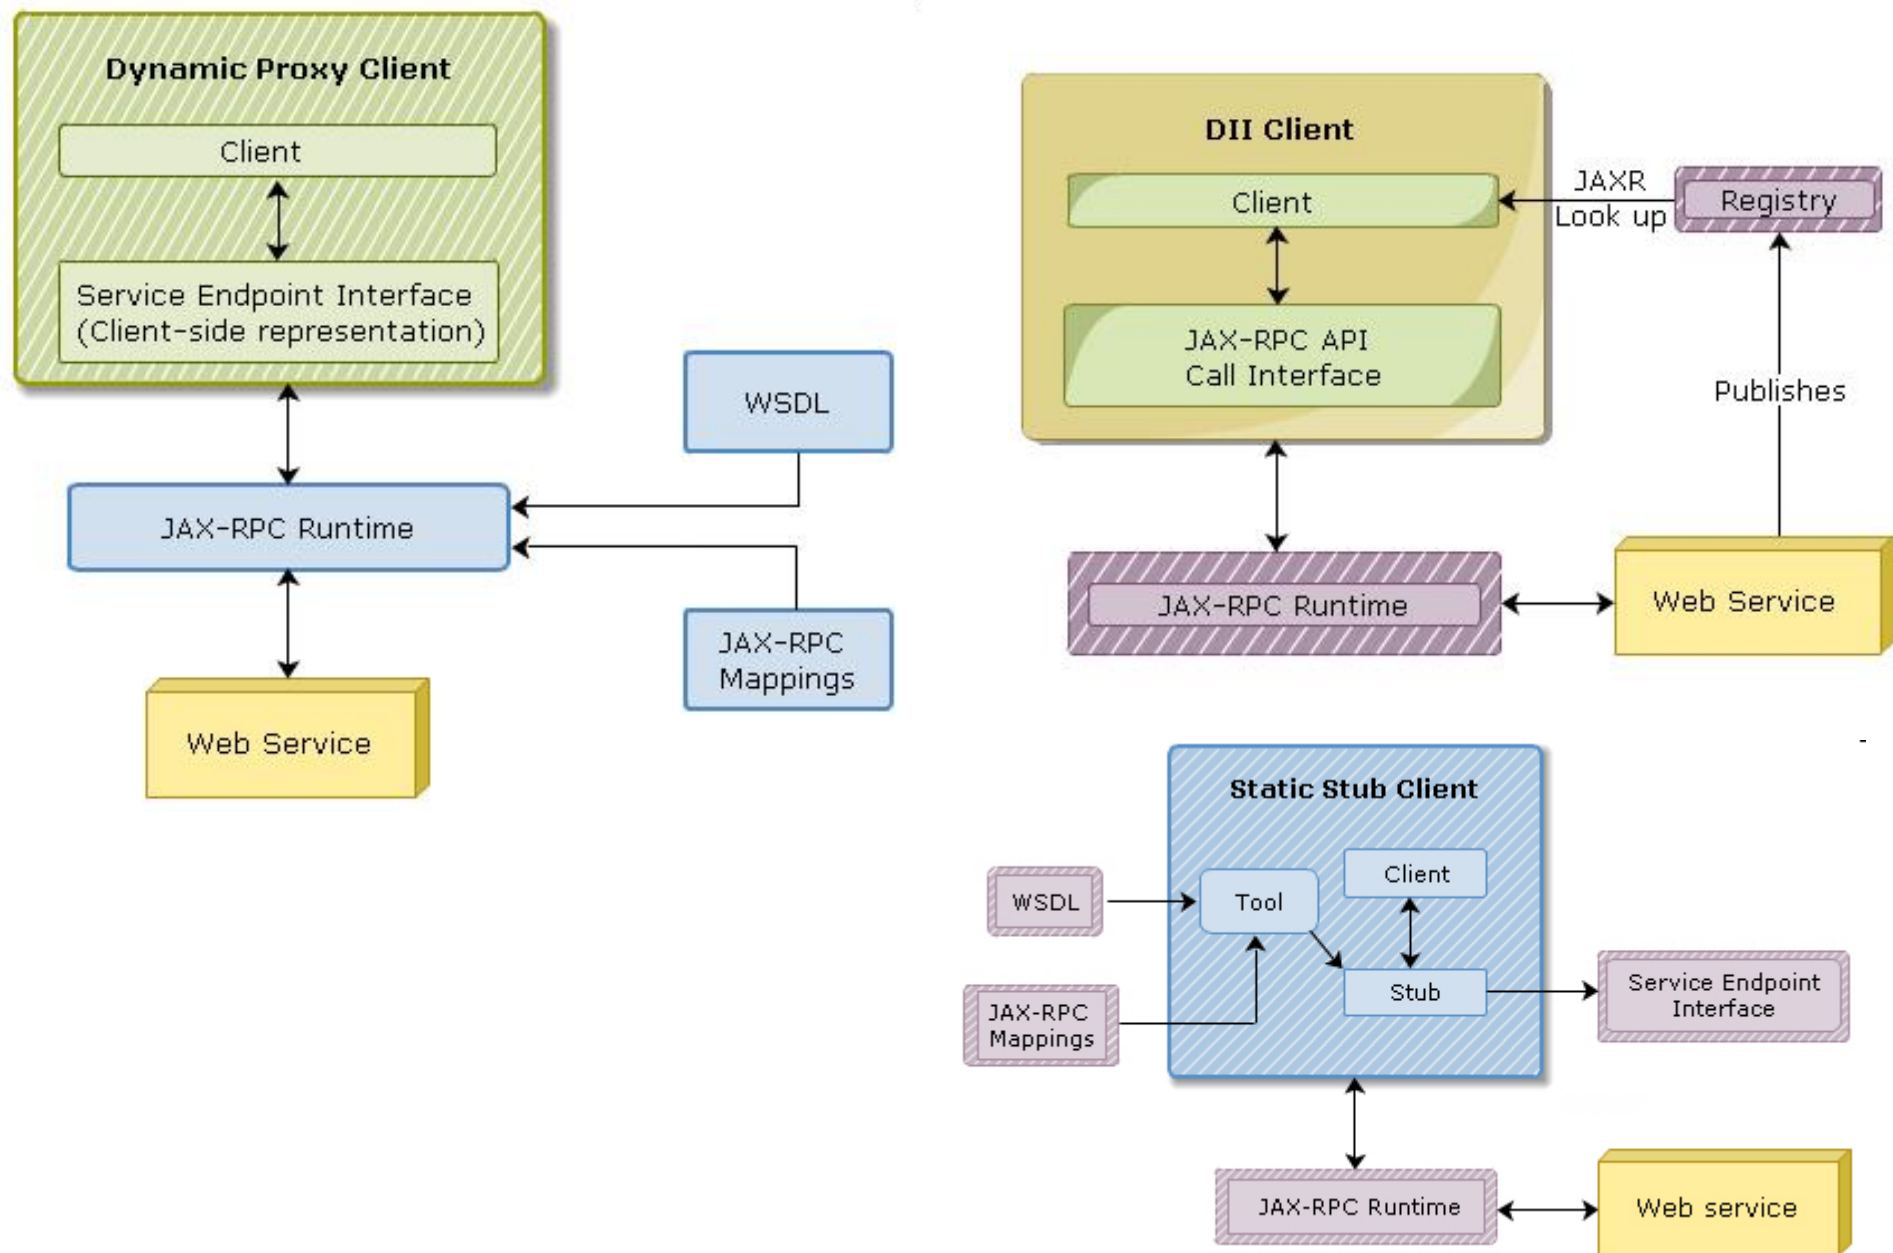 Dynamic Proxy Client
Client
Service Endpoint Interface
(Client-side representation)
WSDL
JAX-RPC Runtime
JAX-RPC
Mappings
Web Service
DII Client
Client
JAXR
Look up
Registry
JAX-RPC API
Call Interface
Publishes
JAX-RPC Runtime
Web Service
Static Stub Client
Client
WSDL
Tool
Stub
Service Endpoint
Interface
JAX-RPC
Mappings
JAX-RPC Runtime
Web service